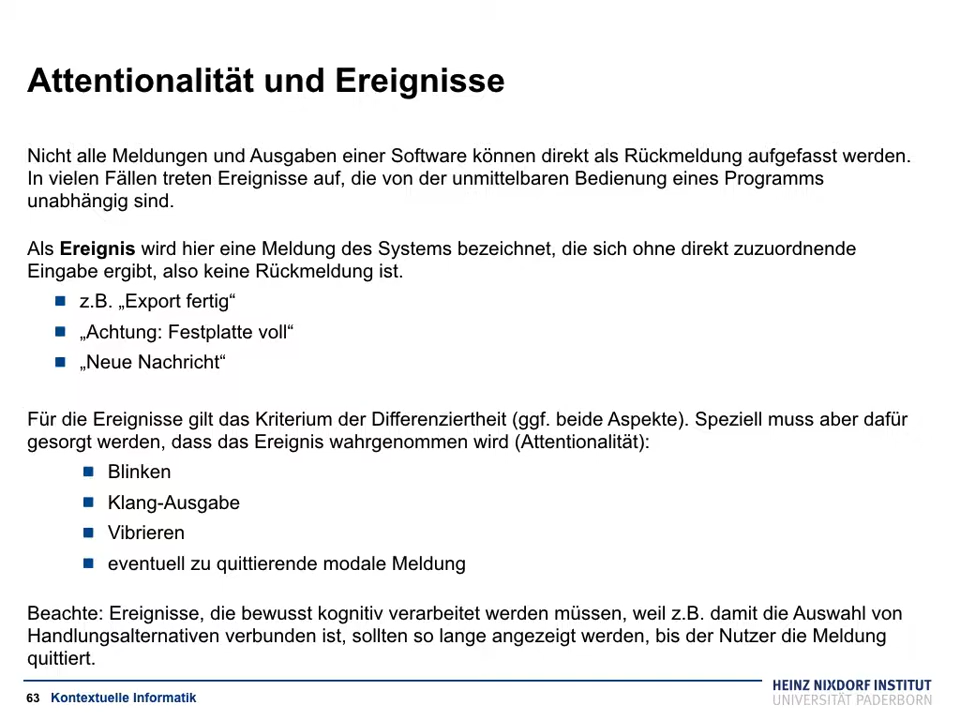 Attentionalität und Ereignisse
Nicht alle Meldungen und Ausgaben einer Software können direkt als Rückmeldung aufgefasst werden.
In vielen Fällen treten Ereignisse auf, die von der unmittelbaren Bedienung eines Programms
unabhängig sind.
Als Ereignis wird hier eine Meldung des Systems bezeichnet, die sich ohne direkt zuzuordnende
Eingabe ergibt, also keine Rückmeldung ist.
z.B. „Export fertig“
„Achtung: Festplatte voll“
„Neue Nachricht“
Für die Ereignisse gilt das Kriterium der Differenziertheit (ggf. beide Aspekte). Speziell muss aber dafür
gesorgt werden, dass das Ereignis wahrgenommen wird (Attentionalität):
Blinken
Klang-Ausgabe
Vibrieren
eventuell zu quittierende modale Meldung
Beachte: Ereignisse, die bewusst kognitiv verarbeitet werden müssen, weil z.B. damit die Auswahl von
Handlungsalternativen verbunden ist, sollten so lange angezeigt werden, bis der Nutzer die Meldung
quittiert.
63 Kontextuelle Informatik
HEINZ NIXDORF INSTITUT
UNIVERSITÄT PADERBORN